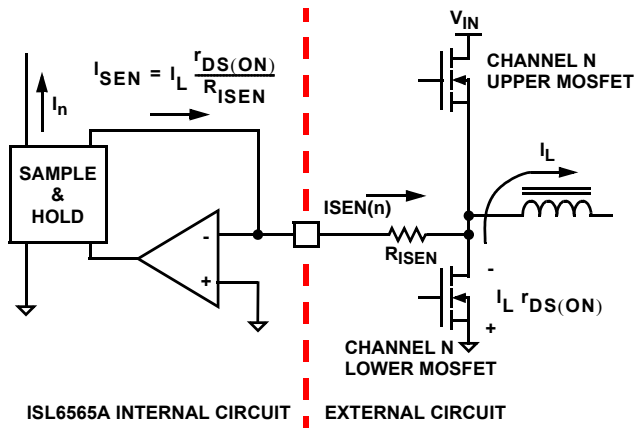 V_IN
I_SEN = I_L r_DS(ON) / R_ISEN
CHANNEL N
UPPER MOSFET
I_n
I_L
SAMPLE
&
HOLD
ISEN(n)
-
+
R_ISEN
-
I_L r_DS(ON)
+
CHANNEL N
LOWER MOSFET
ISL6565A INTERNAL CIRCUIT
EXTERNAL CIRCUIT